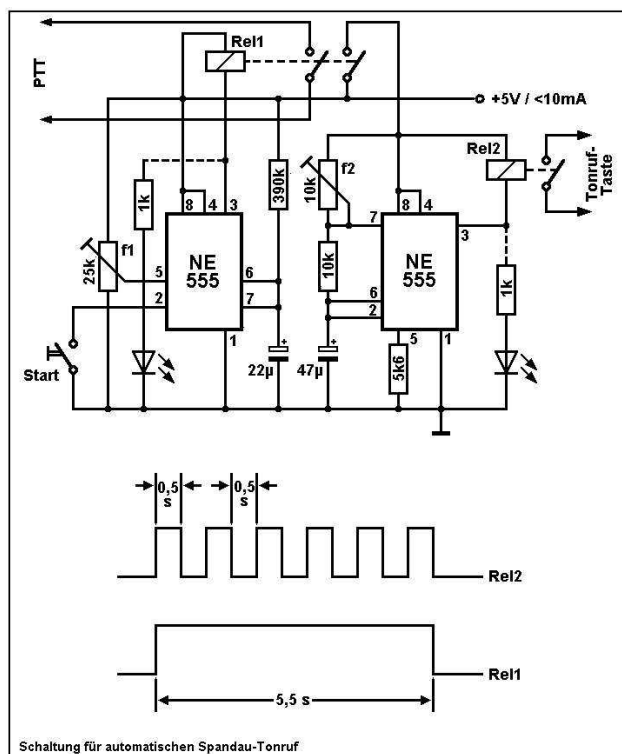 PTT
Rel1
+5V / <10mA
Rel2
Tonruf-
Taste
390k
f2
10k
1k
8
4
3
7
8
4
3
f1
25k
NE
555
5
2
6
7
1
10k
NE
555
6
2
5
1
1k
Start
+
22µ
+
47µ
5k6
0,5
s
0,5
s
Rel2
Rel1
5,5 s
Schaltung für automatischen Spandau-Tonruf